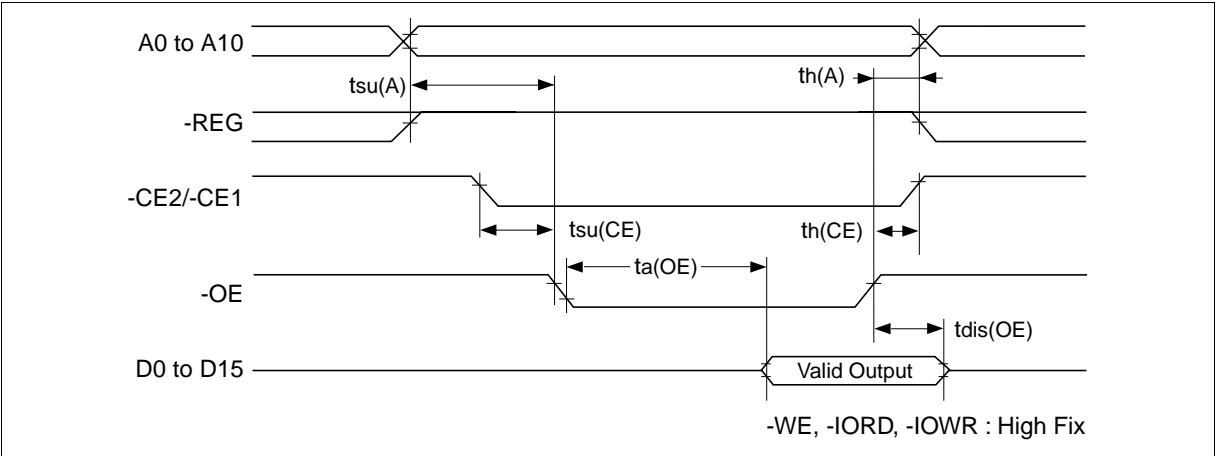 A0 to A10
tsu(A)
th(A)
-REG
-CE2/-CE1
tsu(CE)
th(CE)
ta(OE)
-OE
tdis(OE)
D0 to D15
Valid Output
-WE, -IORD, -IOWR : High Fix